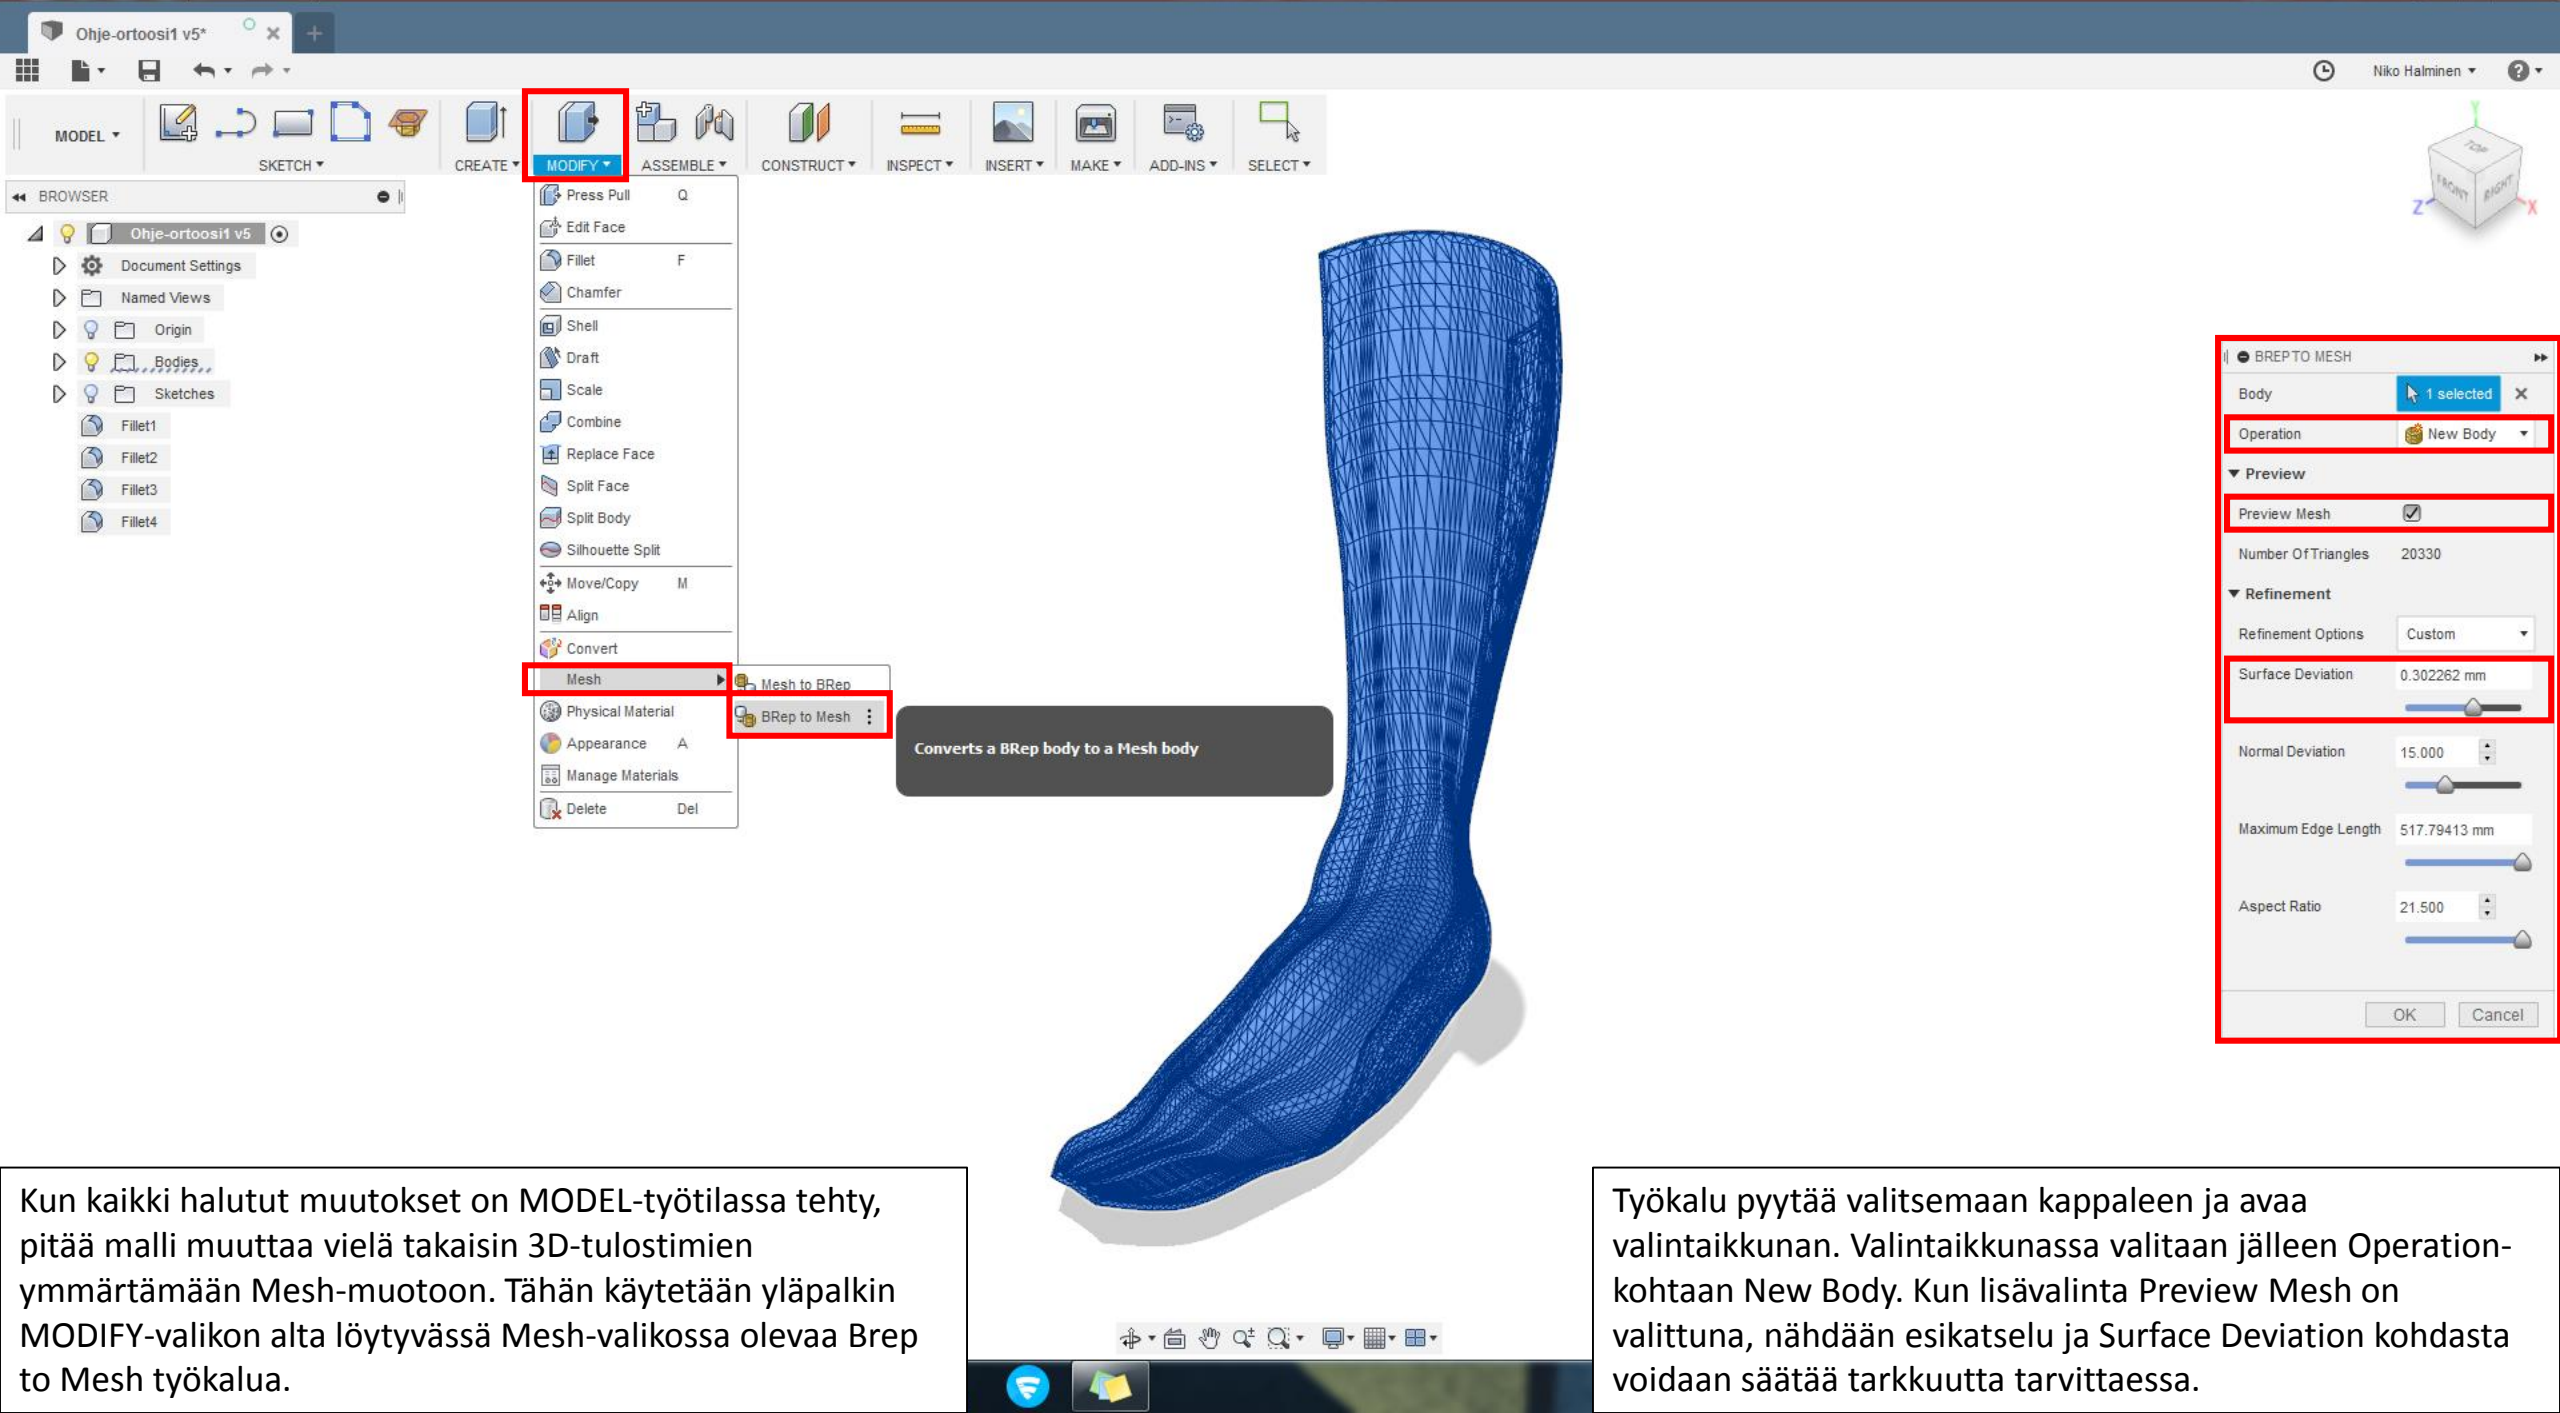 Ohje-ortoosi1 v5*
Niko Halminen
MODEL
SKETCH
CREATE
MODIFY
ASSEMBLE
CONSTRUCT
INSPECT
INSERT
MAKE
ADD-INS
SELECT
TOP
FRONT
RIGHT
Y
Z
X
BROWSER
Ohje-ortoosi1 v5
Document Settings
Named Views
Origin
Bodies
Sketches
Fillet1
Fillet2
Fillet3
Fillet4
Press Pull Q
Edit Face
Fillet F
Chamfer
Shell
Draft
Scale
Combine
Replace Face
Split Face
Split Body
Silhouette Split
Move/Copy M
Align
Convert
Mesh
Physical Material
Appearance A
Manage Materials
Delete Del
Mesh to BRep
BRep to Mesh
Converts a BRep body to a Mesh body
BREP TO MESH
Body 1 selected
Operation New Body
Preview
Preview Mesh
Number Of Triangles 20330
Refinement
Refinement Options Custom
Surface Deviation 0.302262 mm
Normal Deviation 15.000
Maximum Edge Length 517.79413 mm
Aspect Ratio 21.500
OK Cancel
Kun kaikki halutut muutokset on MODEL-työtilassa tehty,
pitää malli muuttaa vielä takaisin 3D-tulostimien
ymmärtämään Mesh-muotoon. Tähän käytetään yläpalkin
MODIFY-valikon alta löytyvässä Mesh-valikossa olevaa Brep
to Mesh työkalua.
Työkalu pyytää valitsemaan kappaleen ja avaa
valintaikkunan. Valintaikkunassa valitaan jälleen Operation-
kohtaan New Body. Kun lisävalinta Preview Mesh on
valittuna, nähdään esikatselu ja Surface Deviation kohdasta
voidaan säätää tarkkuutta tarvittaessa.